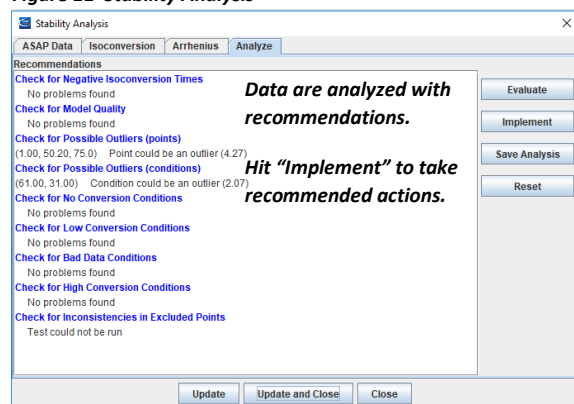 Stability Analysis
ASAP Data Isoconversion Arrhenius Analyze
Recommendations
Check for Negative Isoconversion Times
No problems found
Check for Model Quality
No problems found
Check for Possible Outliers (points)
(1.00, 50.20, 75.0) Point could be an outlier (4.27)
Check for Possible Outliers (conditions)
(61.00, 31.00) Condition could be an outlier (2.07)
Check for No Conversion Conditions
No problems found
Check for Low Conversion Conditions
No problems found
Check for Bad Data Conditions
No problems found
Check for High Conversion Conditions
No problems found
Check for Inconsistencies in Excluded Points
Test could not be run
Data are analyzed with
recommendations.
Hit “Implement” to take
recommended actions.
Evaluate
Implement
Save Analysis
Reset
Update Update and Close Close